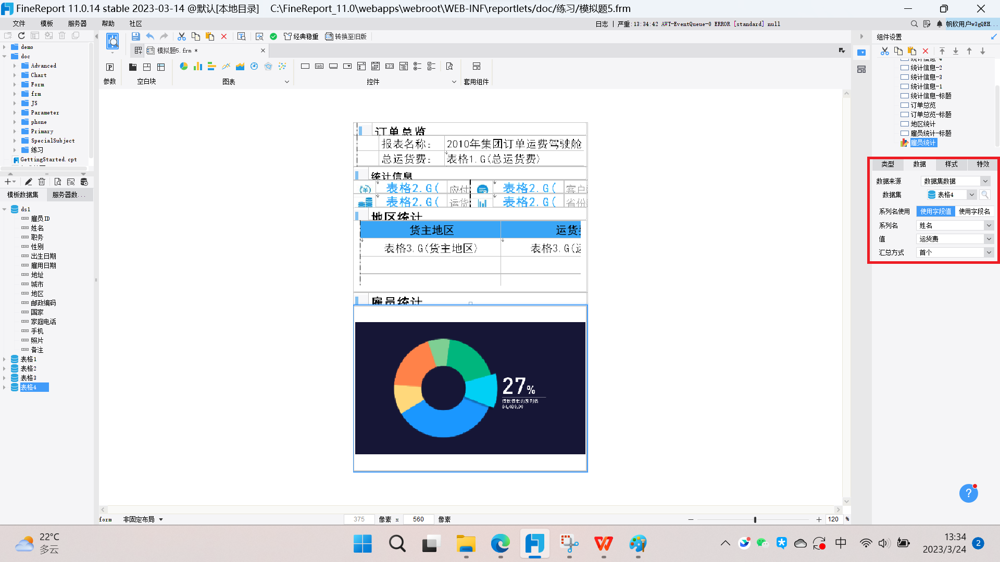 FineReport 11.0.14 stable 2023-03-14 @默认[本地目录]    C:\FineReport_11.0\webapps\webroot\WEB-INF\reportlets/doc/练习/模拟题5.frm
文件 模板 服务器 帮助 社区
日志 | 严重:13:34:42 AWT-EventQueue-0 ERROR [standard] null
帆软用户w3gQEH...
经典稳重 转换至旧版
组件设置
模拟题5.frm *
参数 空白块 图表 控件 套用组件
demo
doc
Advanced
Chart
Form
frm
JS
Parameter
phone
Primary
SpecialSubject
练习
GettingStarted.cpt
模板数据集 服务器数...
ds1
雇员ID
姓名
职务
性别
出生日期
雇用日期
地址
城市
地区
邮政编码
国家
家庭电话
手机
照片
备注
表格1
表格2
表格3
表格4
订单总览
报表名称: 2010年集团订单运费驾驶舱
总运货费: 表格1.G(总运货费)
统计信息
表格2.G( 应付 表格2.G( 客户
表格2.G( 运货 表格2.G( 省份
地区统计
货主地区 运货费
表格3.G(货主地区) 表格3.G(运
雇员统计
27%
很长很长的系列名
04,409.00
统计信息-2
统计信息-3
统计信息-1
统计信息-标题
订单总览
订单总览-标题
地区统计
雇员统计-标题
雇员统计
类型 数据 样式 特效
数据来源 数据集数据
数据集 表格4
系列名使用 使用字段值 使用字段名
系列名 姓名
值 运货费
汇总方式 首个
?
form 非固定布局
375 像素 x 560 像素
120 %
22°C
多云
中
13:34
2023/3/24
2